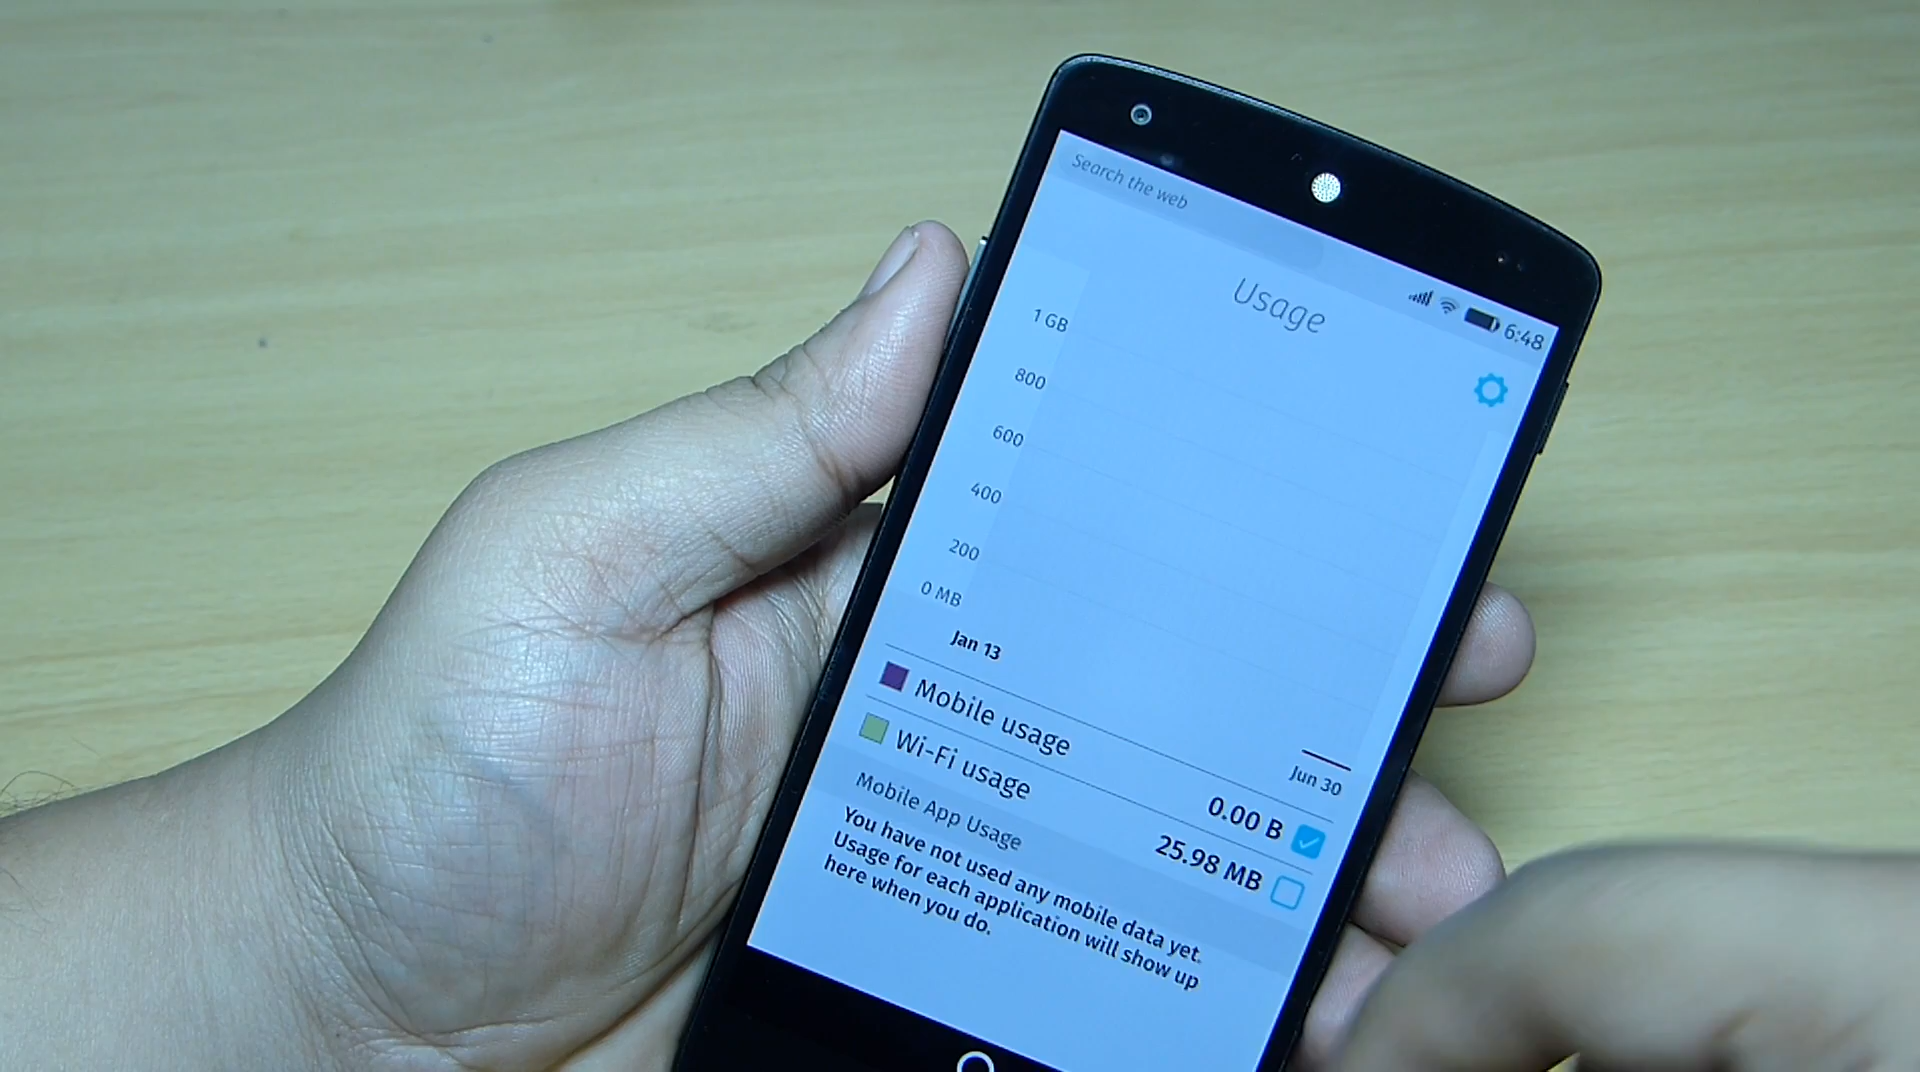 Search the web
6:48
Usage
1 GB
800
600
400
200
0 MB
Jan 13
Jun 30
Mobile usage
0.00 B
Wi-Fi usage
25.98 MB
Mobile App Usage
You have not used any mobile data yet.
Usage for each application will show up
here when you do.